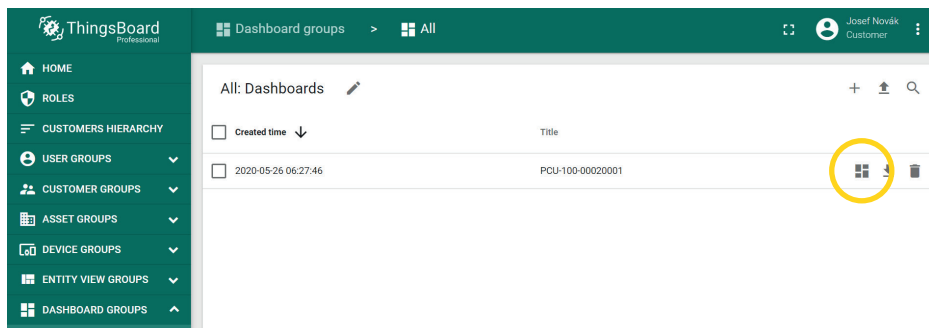 ThingsBoard
Professional
Dashboard groups > All
Josef Novák
Customer
HOME
ROLES
CUSTOMERS HIERARCHY
USER GROUPS
CUSTOMER GROUPS
ASSET GROUPS
DEVICE GROUPS
ENTITY VIEW GROUPS
DASHBOARD GROUPS
All: Dashboards
Created time Title
2020-05-26 06:27:46 PCU-100-00020001